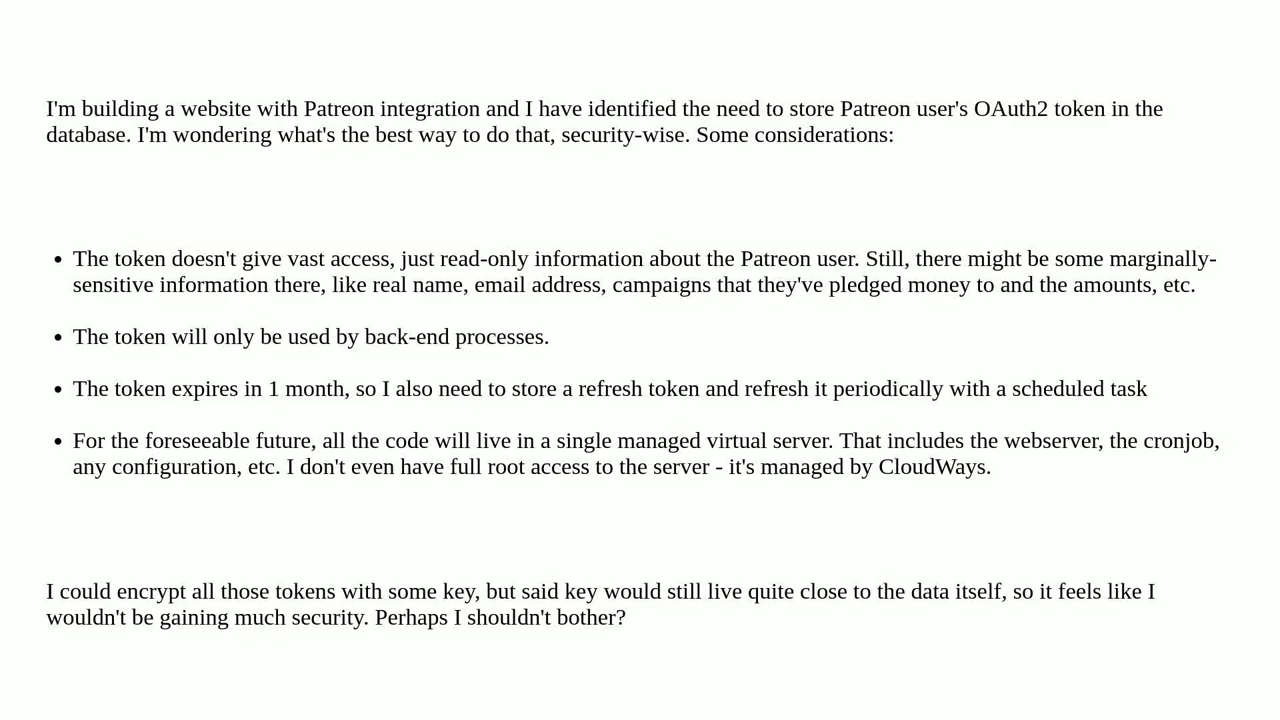 I'm building a website with Patreon integration and I have identified the need to store Patreon user's OAuth2 token in the
database. I'm wondering what's the best way to do that, security-wise. Some considerations:
• The token doesn't give vast access, just read-only information about the Patreon user. Still, there might be some marginally-
sensitive information there, like real name, email address, campaigns that they've pledged money to and the amounts, etc.
• The token will only be used by back-end processes.
• The token expires in 1 month, so I also need to store a refresh token and refresh it periodically with a scheduled task
• For the foreseeable future, all the code will live in a single managed virtual server. That includes the webserver, the cronjob,
any configuration, etc. I don't even have full root access to the server - it's managed by CloudWays.
I could encrypt all those tokens with some key, but said key would still live quite close to the data itself, so it feels like I
wouldn't be gaining much security. Perhaps I shouldn't bother?